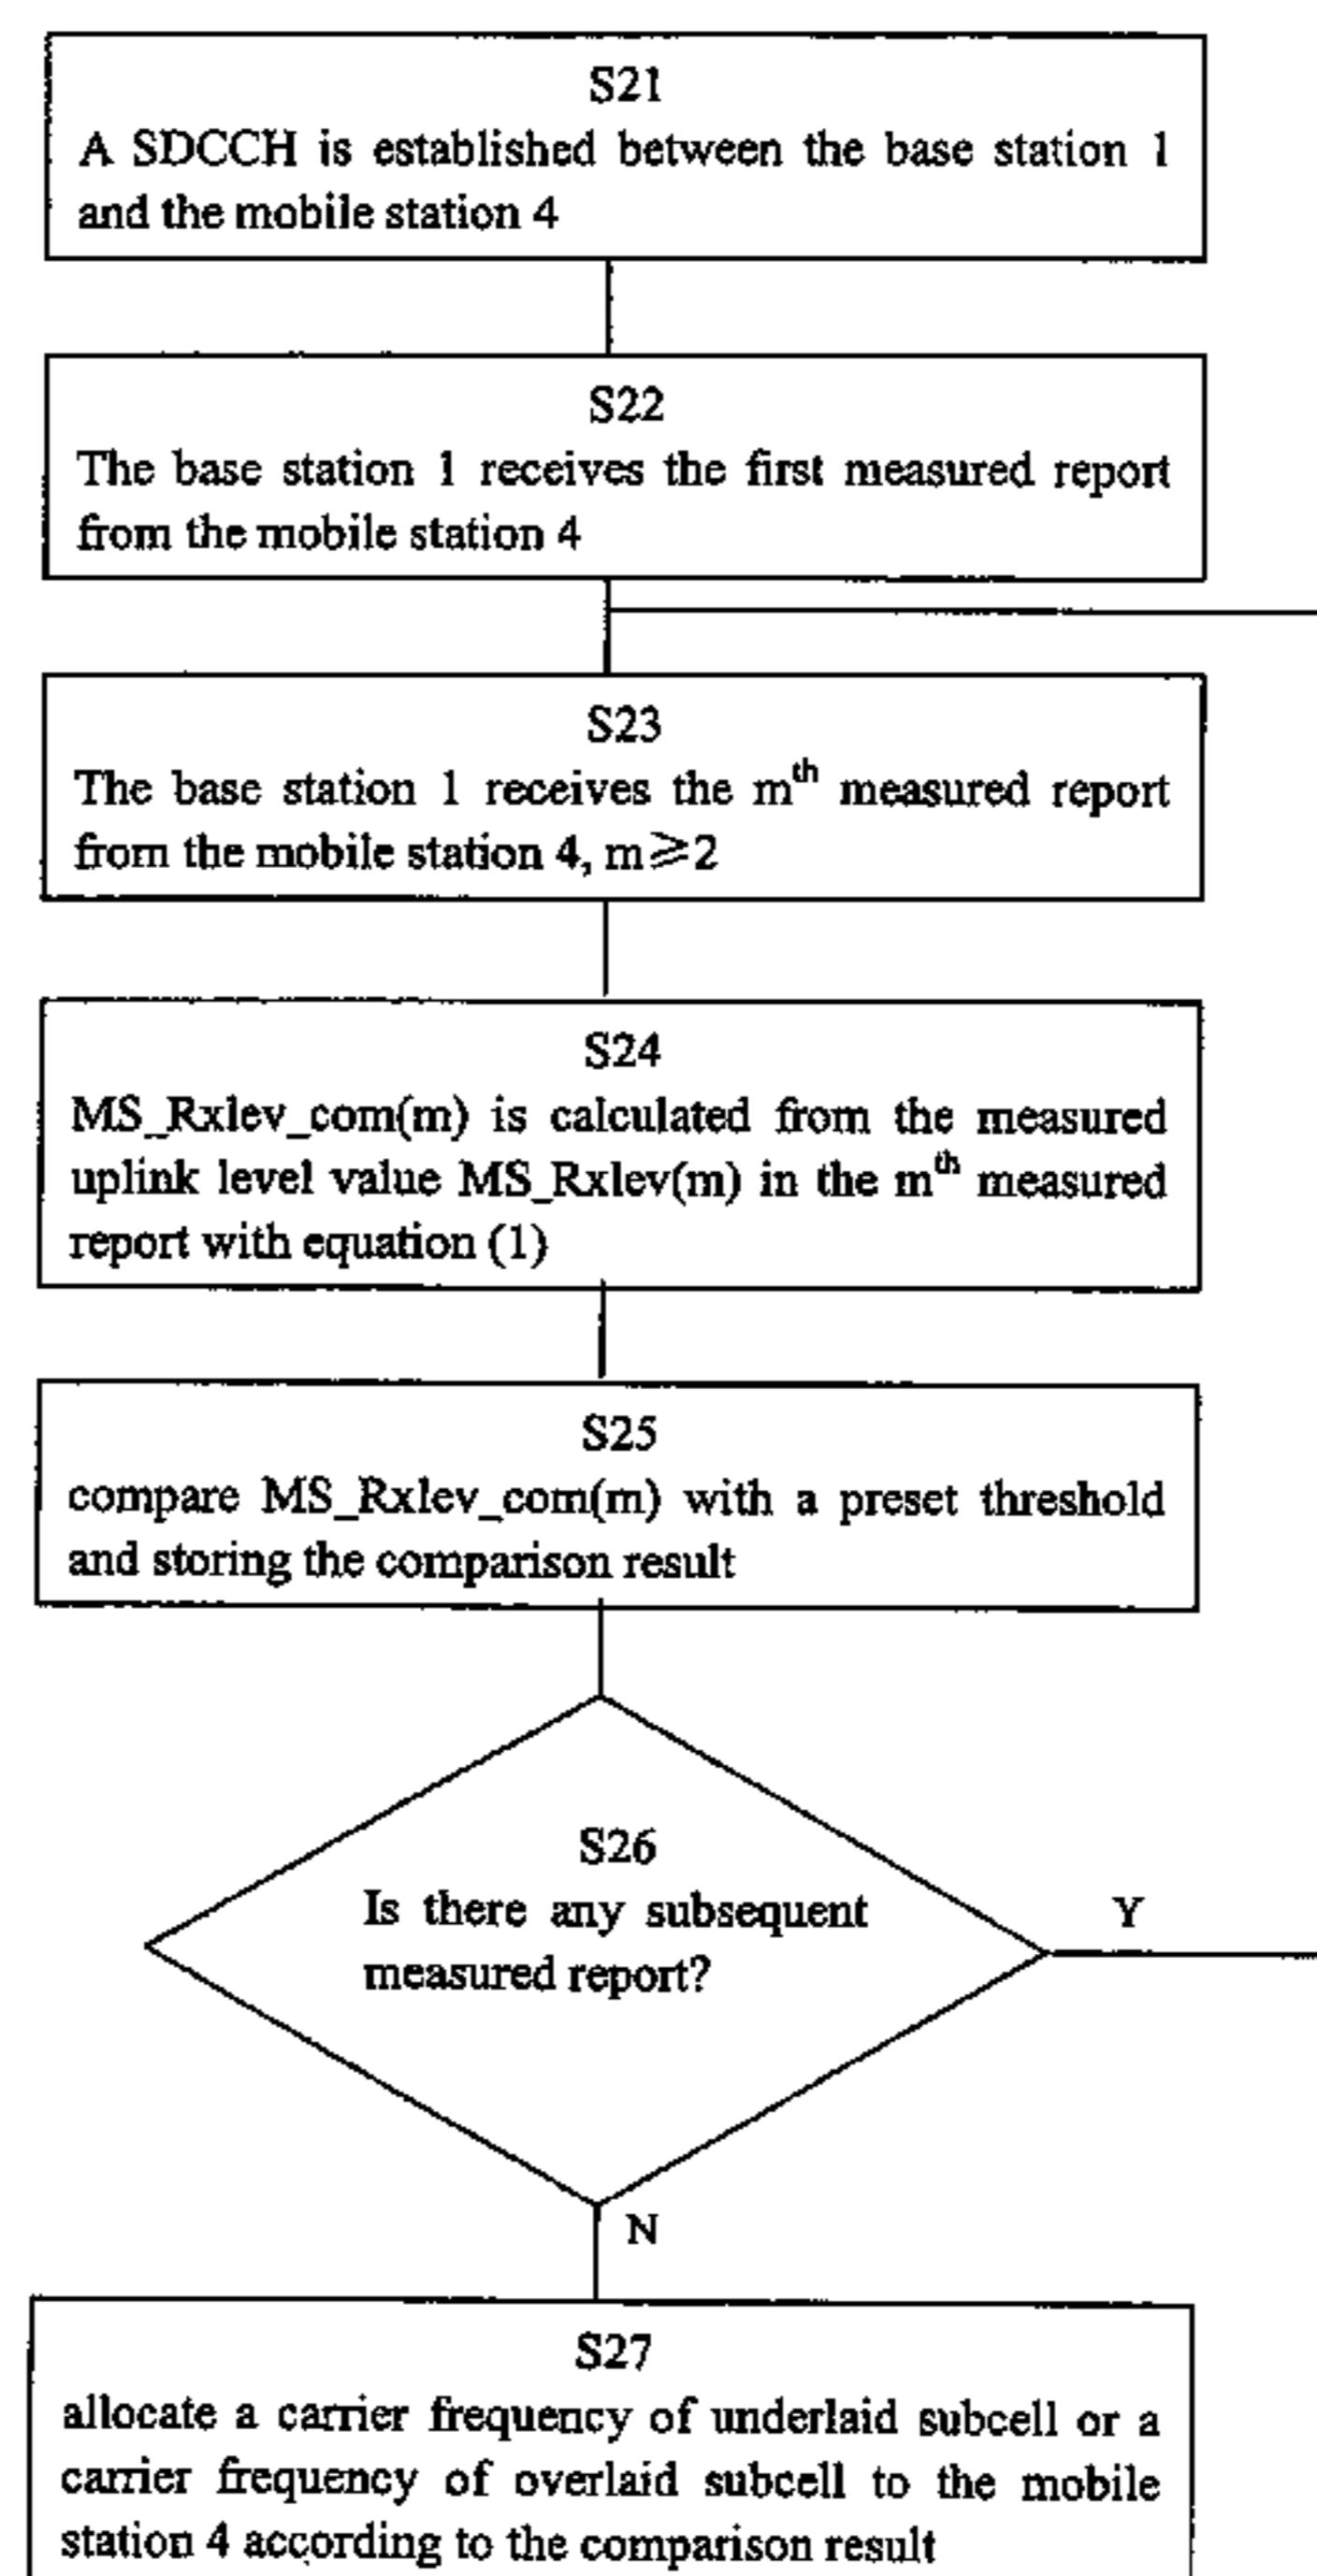 S21
A SDCCH is established between the base station 1
and the mobile station 4
S22
The base station 1 receives the first measured report
from the mobile station 4
S23
The base station 1 receives the mth measured report
from the mobile station 4, m≥2
S24
MS_Rxlev_com(m) is calculated from the measured
uplink level value MS_Rxlev(m) in the mth measured
report with equation (1)
S25
compare MS_Rxlev_com(m) with a preset threshold
and storing the comparison result
S26
Is there any subsequent
measured report?
Y
N
S27
allocate a carrier frequency of underlaid subcell or a
carrier frequency of overlaid subcell to the mobile
station 4 according to the comparison result